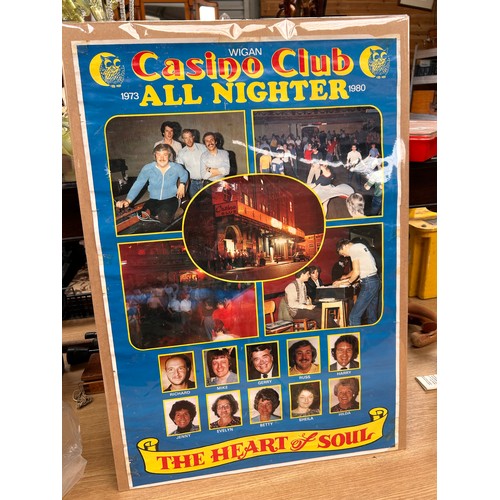 WIGAN
Casino Club
1973 ALL NIGHTER 1980
RICHARD MIKE GERRY RUSS HARRY
JENNY EVELYN BETTY SHEILA HILDA
THE HEART of SOUL